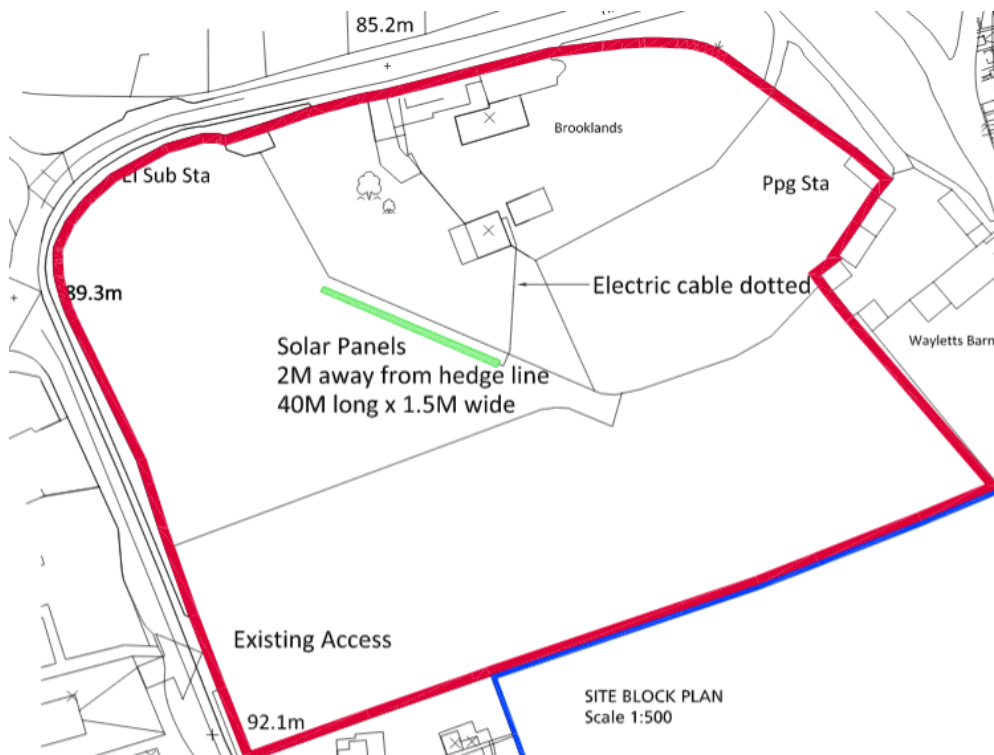 85.2m
Brooklands
El Sub Sta
Ppg Sta
Electric cable dotted
89.3m
Wayletts Barn
Solar Panels
2M away from hedge line
40M long x 1.5M wide
Existing Access
SITE BLOCK PLAN
Scale 1:500
92.1m